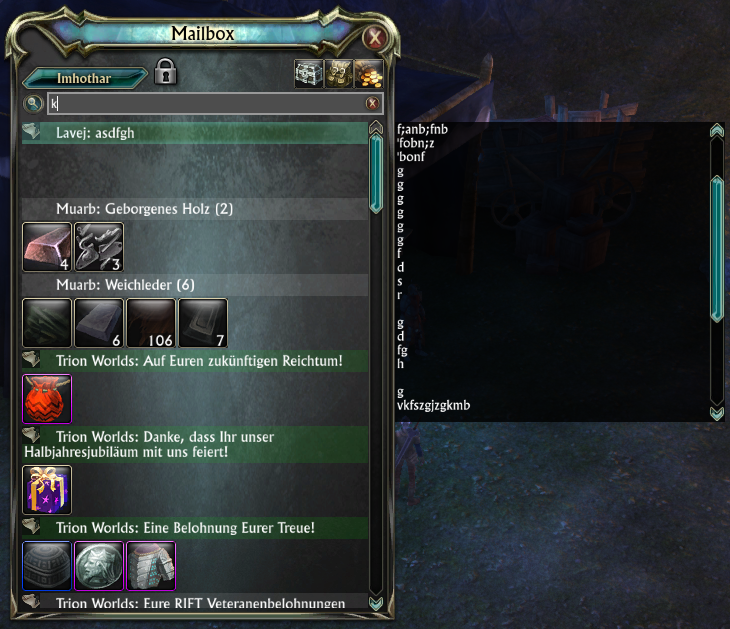 Mailbox
Imhothar
k
Lavej: asdfgh
Muarb: Geborgenes Holz (2)
4
3
Muarb: Weichleder (6)
6
106
7
Trion Worlds: Auf Euren zukünftigen Reichtum!
Trion Worlds: Danke, dass Ihr unser
Halbjahresjubiläum mit uns feiert!
Trion Worlds: Eine Belohnung Eurer Treue!
Trion Worlds: Eure RIFT Veteranenbelohnungen
f;anb;fnb
'fobn;z
'bonf
g
g
g
g
g
g
f
d
s
r
g
d
fg
h
g
vkfszgjzgkmb